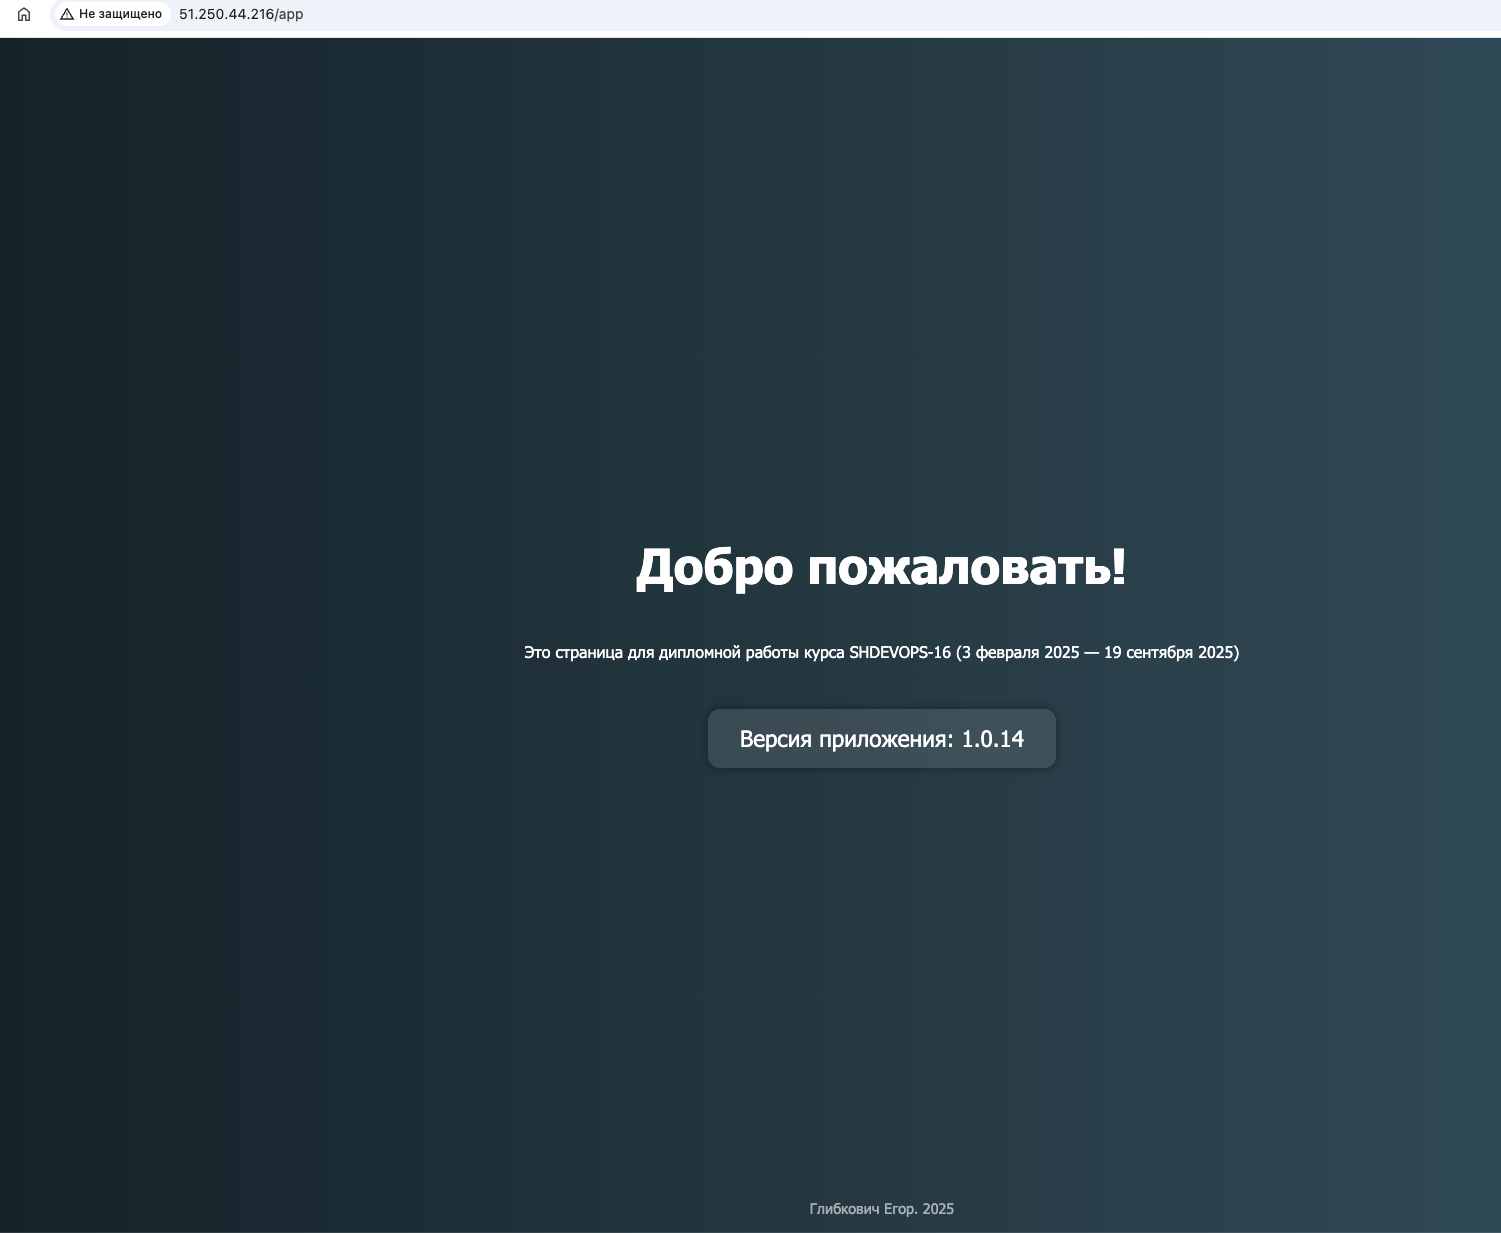 Не защищено 51.250.44.216/app
Добро пожаловать!
Это страница для дипломной работы курса SHDEVOPS-16 (3 февраля 2025 — 19 сентября 2025)
Версия приложения: 1.0.14
Глибкович Егор. 2025